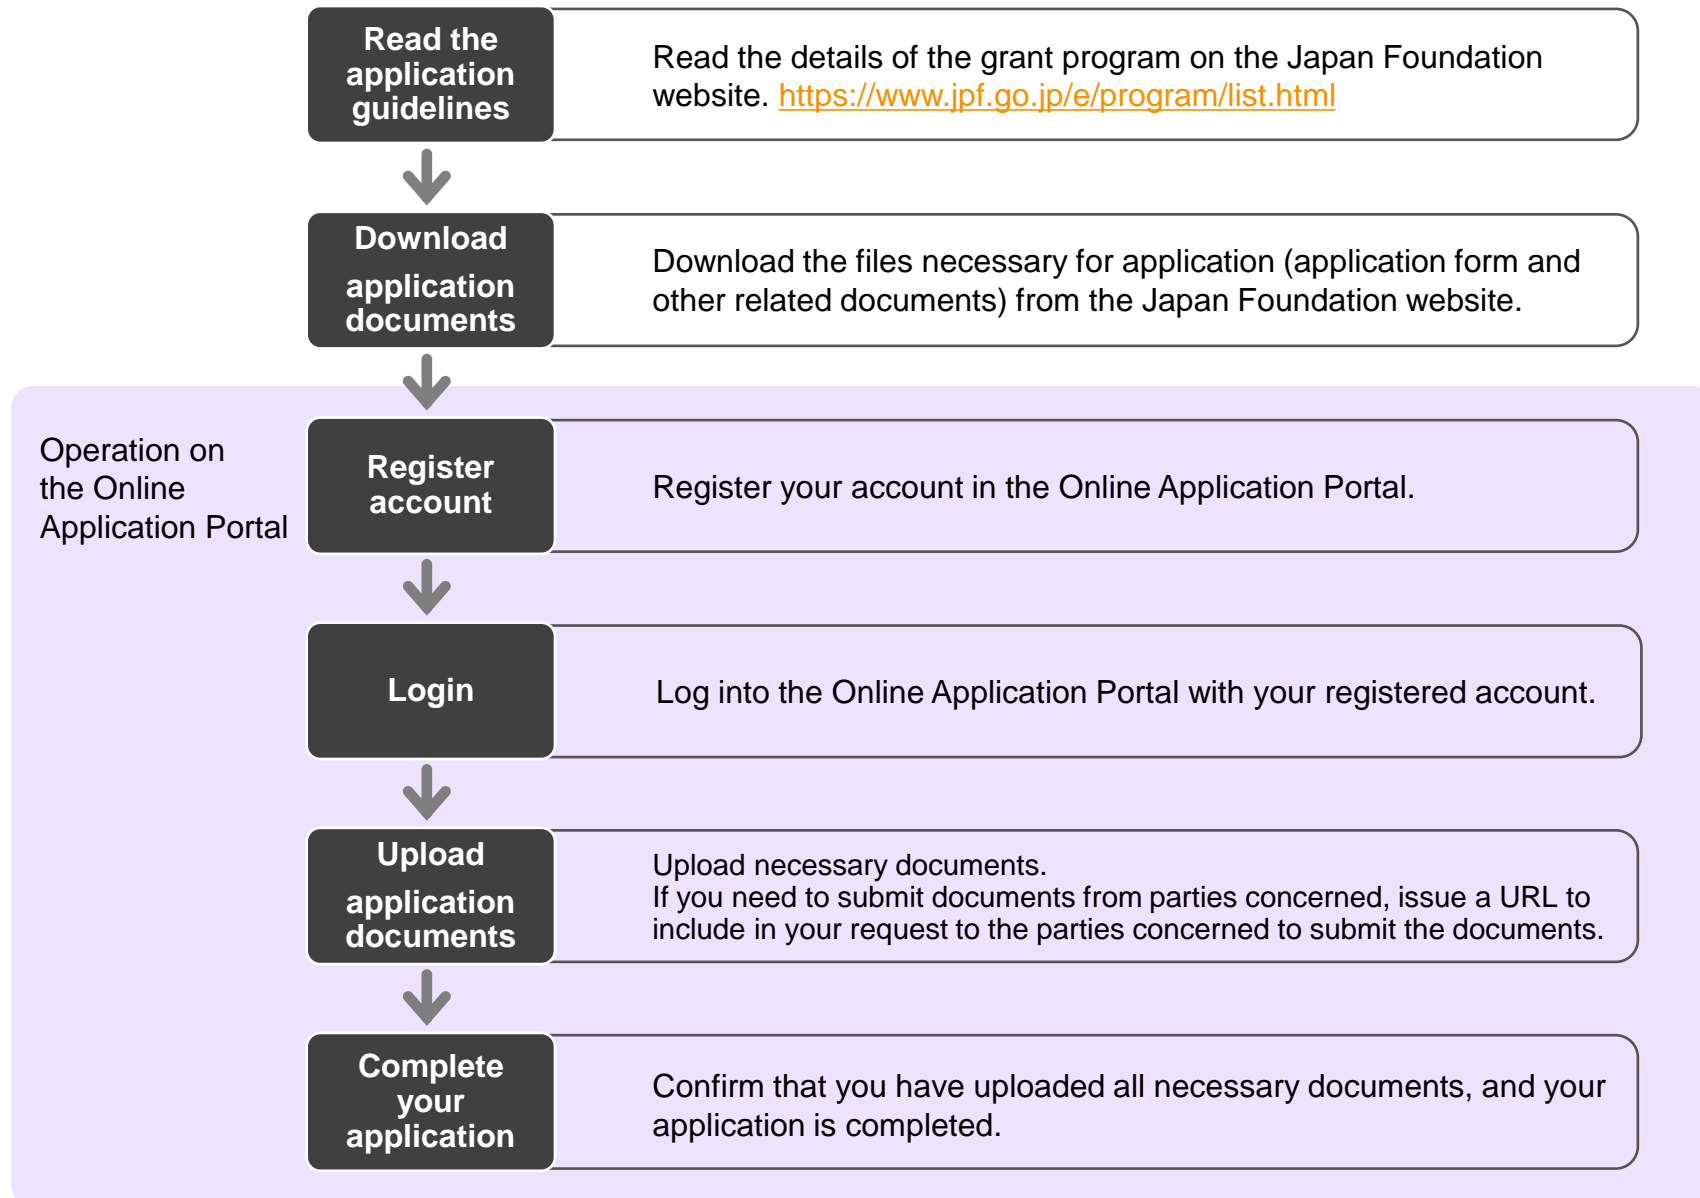 Read the
application
guidelines
Read the details of the grant program on the Japan Foundation
website. https://www.jpf.go.jp/e/program/list.html
Download
application
documents
Download the files necessary for application (application form and
other related documents) from the Japan Foundation website.
Operation on
the Online
Application Portal
Register
account
Register your account in the Online Application Portal.
Login
Log into the Online Application Portal with your registered account.
Upload
application
documents
Upload necessary documents.
If you need to submit documents from parties concerned, issue a URL to
include in your request to the parties concerned to submit the documents.
Complete
your
application
Confirm that you have uploaded all necessary documents, and your
application is completed.